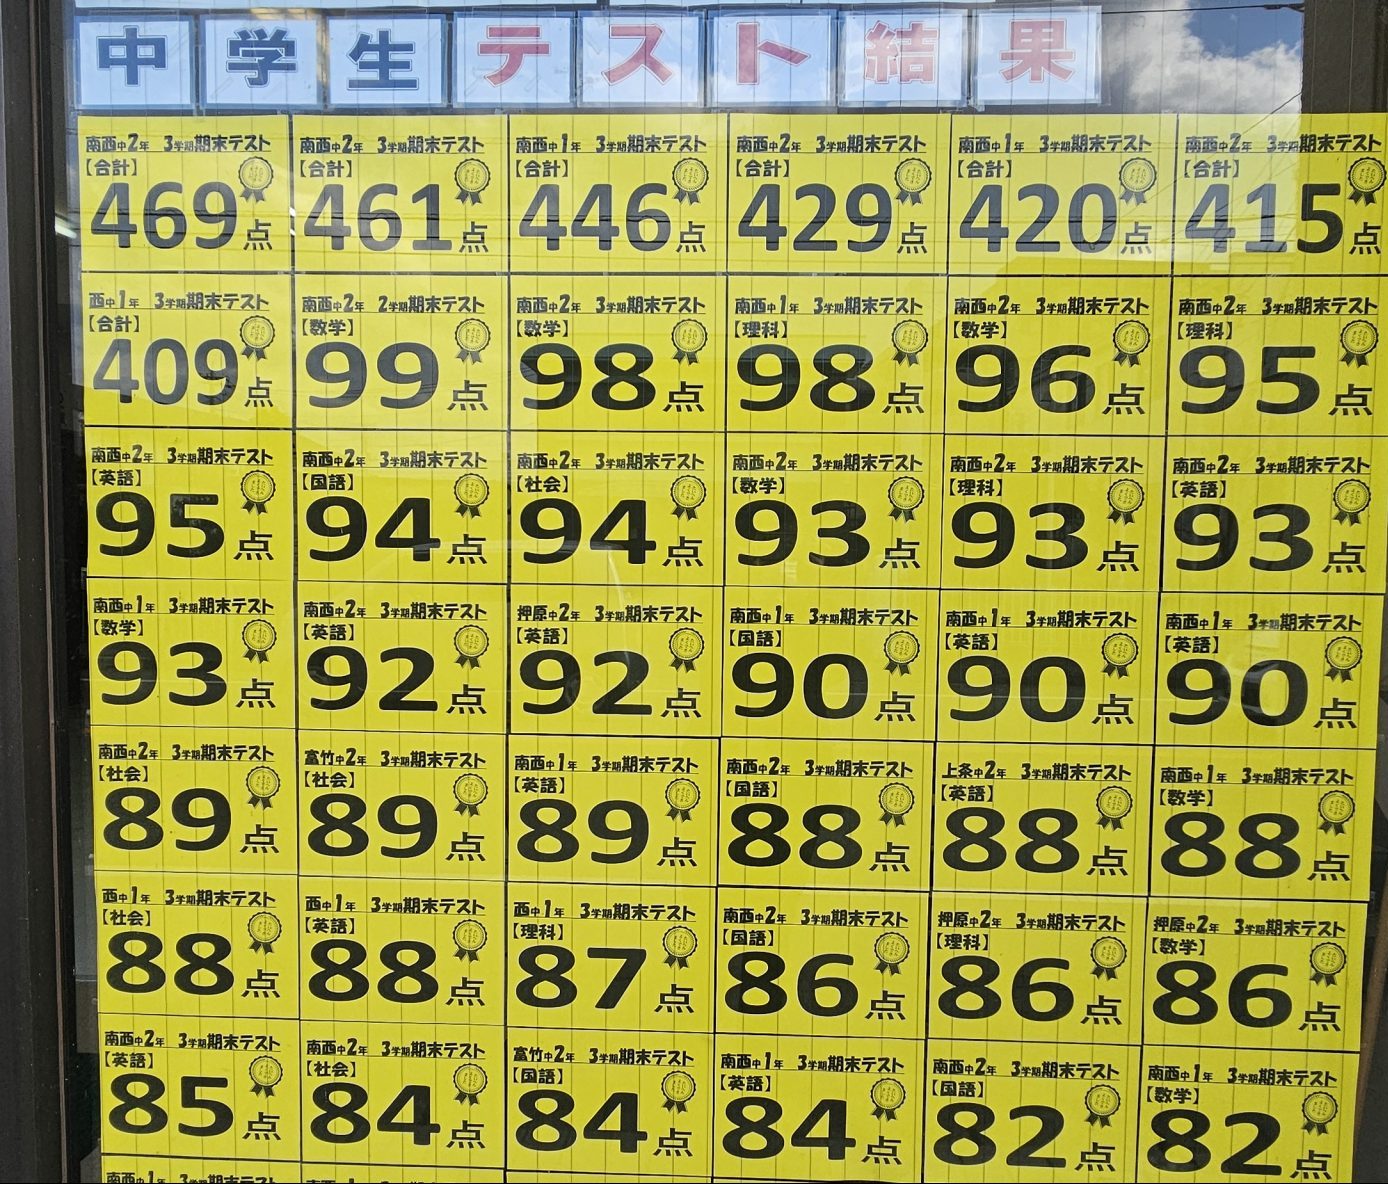 中学生テスト結果
南西中2年 3学期期末テスト
【合計】
469点
南西中2年 3学期期末テスト
【合計】
461点
南西中1年 3学期期末テスト
【合計】
446点
南西中2年 3学期期末テスト
【合計】
429点
南西中1年 3学期期末テスト
【合計】
420点
南西中2年 3学期期末テスト
【合計】
415点
西中1年 3学期期末テスト
【合計】
409点
南西中2年 2学期期末テスト
【数学】
99点
南西中2年 3学期期末テスト
【数学】
98点
南西中1年 3学期期末テスト
【理科】
98点
南西中2年 3学期期末テスト
【数学】
96点
南西中2年 3学期期末テスト
【理科】
95点
南西中2年 3学期期末テスト
【英語】
95点
南西中2年 3学期期末テスト
【国語】
94点
南西中2年 3学期期末テスト
【社会】
94点
南西中2年 3学期期末テスト
【数学】
93点
南西中2年 3学期期末テスト
【理科】
93点
南西中2年 3学期期末テスト
【英語】
93点
南西中1年 3学期期末テスト
【数学】
93点
南西中2年 3学期期末テスト
【英語】
92点
押原中2年 3学期期末テスト
【英語】
92点
南西中1年 3学期期末テスト
【国語】
90点
南西中1年 3学期期末テスト
【英語】
90点
南西中1年 3学期期末テスト
【英語】
90点
南西中2年 3学期期末テスト
【社会】
89点
富竹中2年 3学期期末テスト
【社会】
89点
南西中1年 3学期期末テスト
【英語】
89点
南西中2年 3学期期末テスト
【国語】
88点
上条中2年 3学期期末テスト
【英語】
88点
南西中1年 3学期期末テスト
【数学】
88点
西中1年 3学期期末テスト
【社会】
88点
西中1年 3学期期末テスト
【英語】
88点
西中1年 3学期期末テスト
【理科】
87点
南西中2年 3学期期末テスト
【国語】
86点
押原中2年 3学期期末テスト
【理科】
86点
押原中2年 3学期期末テスト
【数学】
86点
南西中2年 3学期期末テスト
【英語】
85点
南西中2年 3学期期末テスト
【社会】
84点
富竹中2年 3学期期末テスト
【国語】
84点
南西中1年 3学期期末テスト
【英語】
84点
南西中2年 3学期期末テスト
【国語】
82点
南西中1年 3学期期末テスト
【数学】
82点